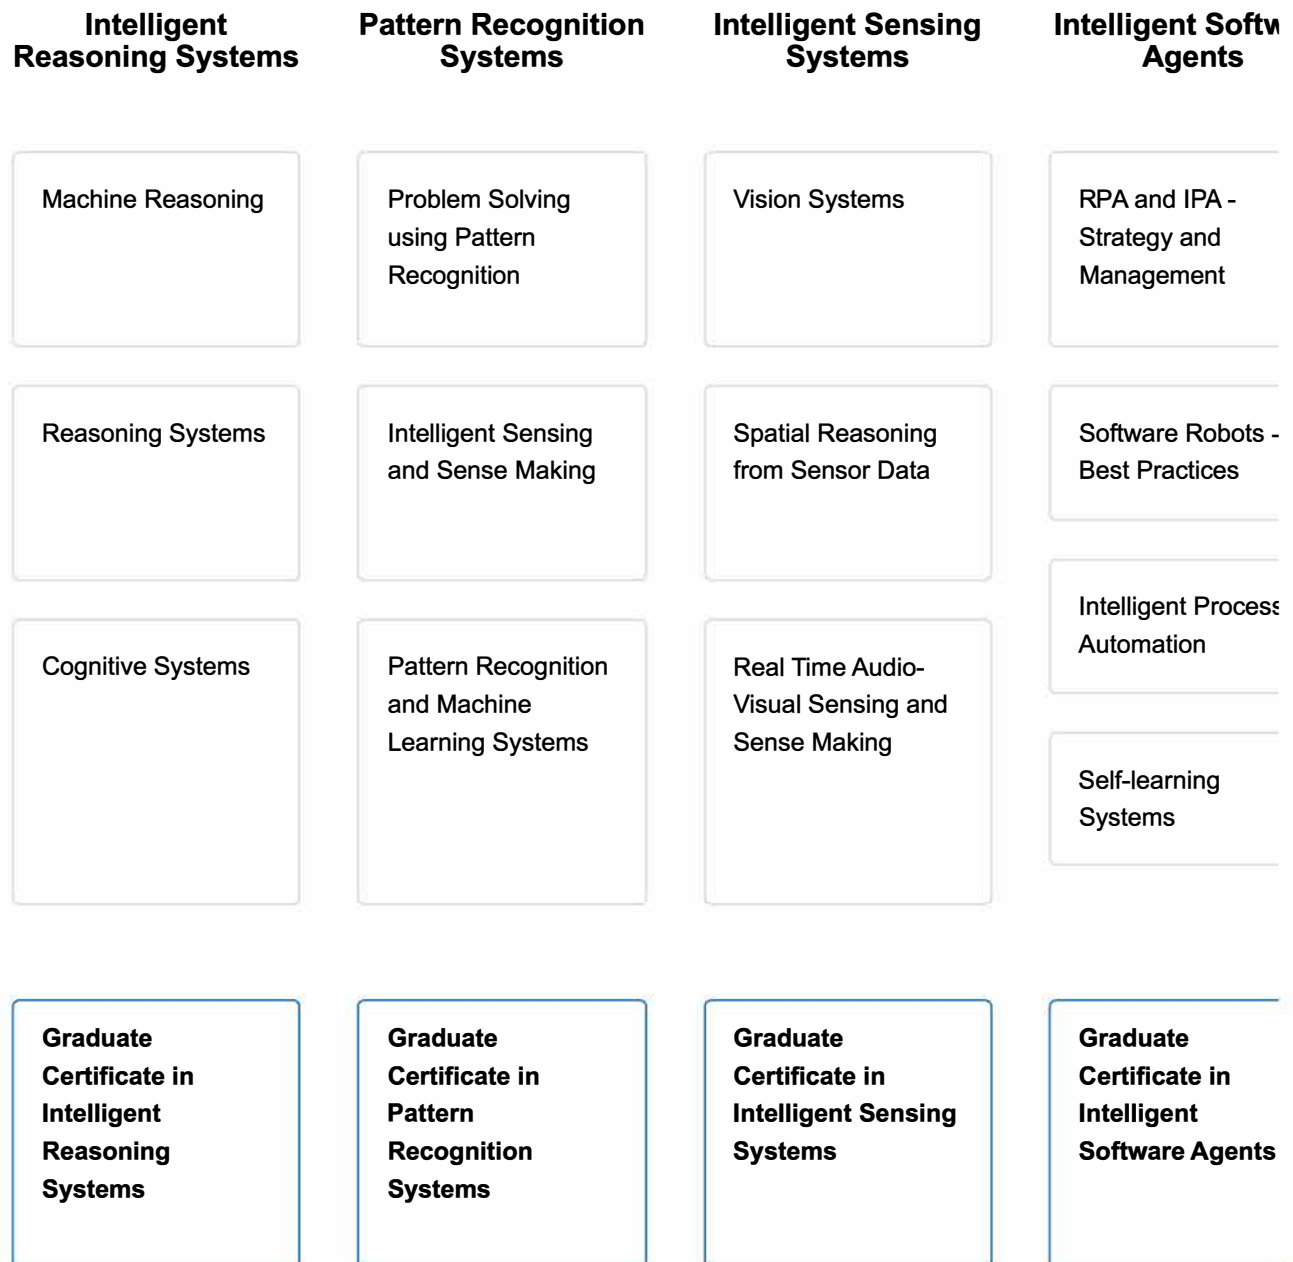 Intelligent
Reasoning Systems
Pattern Recognition
Systems
Intelligent Sensing
Systems
Intelligent Softw
Agents
Machine Reasoning
Problem Solving
using Pattern
Recognition
Vision Systems
RPA and IPA -
Strategy and
Management
Reasoning Systems
Intelligent Sensing
and Sense Making
Spatial Reasoning
from Sensor Data
Software Robots -
Best Practices
Intelligent Process
Automation
Cognitive Systems
Pattern Recognition
and Machine
Learning Systems
Real Time Audio-
Visual Sensing and
Sense Making
Self-learning
Systems
Graduate
Certificate in
Intelligent
Reasoning
Systems
Graduate
Certificate in
Pattern
Recognition
Systems
Graduate
Certificate in
Intelligent Sensing
Systems
Graduate
Certificate in
Intelligent
Software Agents